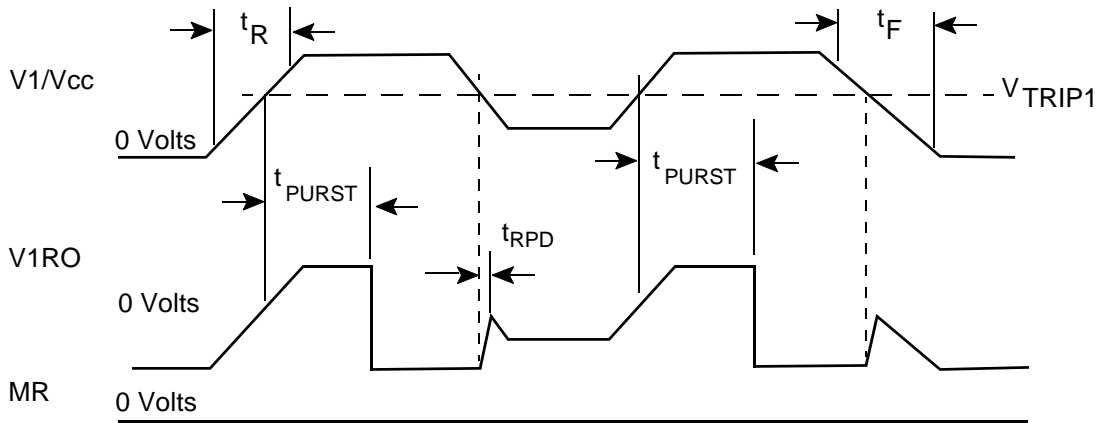 tR
tF
V1/Vcc
VTRIP1
0 Volts
tPURST
tPURST
tRPD
V1RO
0 Volts
MR
0 Volts